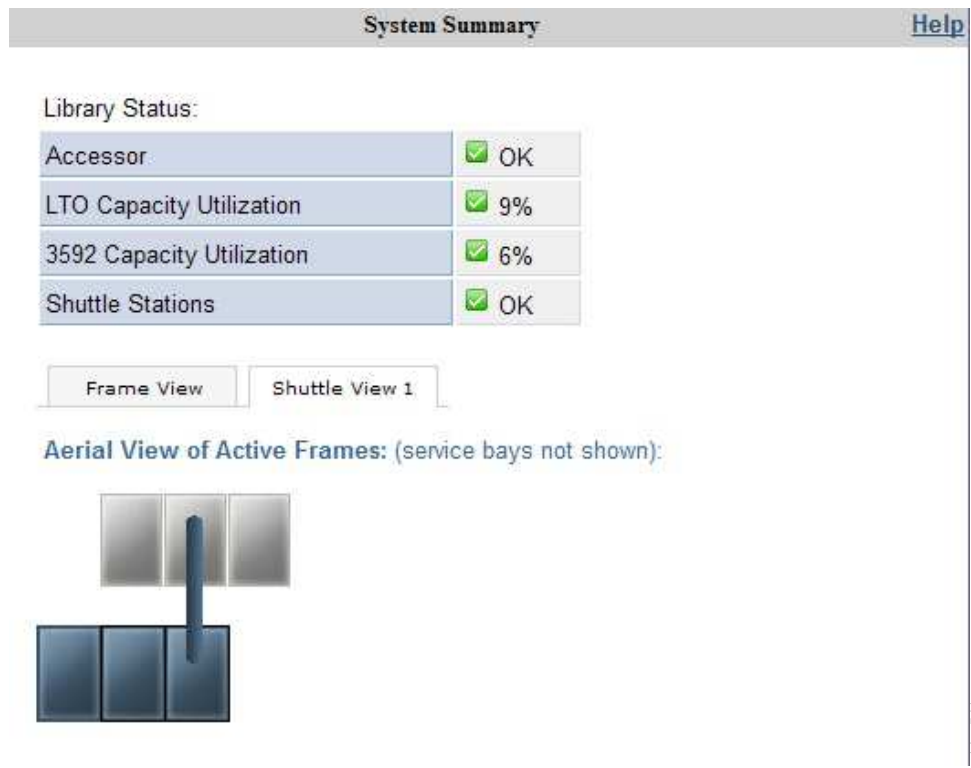 System Summary Help
Library Status:
Accessor OK
LTO Capacity Utilization 9%
3592 Capacity Utilization 6%
Shuttle Stations OK
Frame View Shuttle View 1
Aerial View of Active Frames: (service bays not shown):